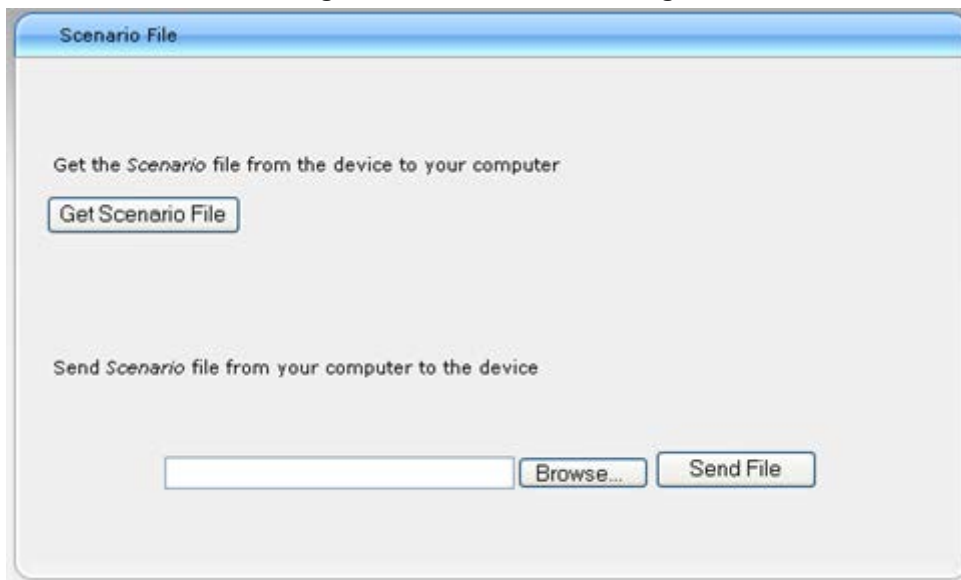 Scenario File
Get the Scenario file from the device to your computer
Get Scenario File
Send Scenario file from your computer to the device
Browse... Send File